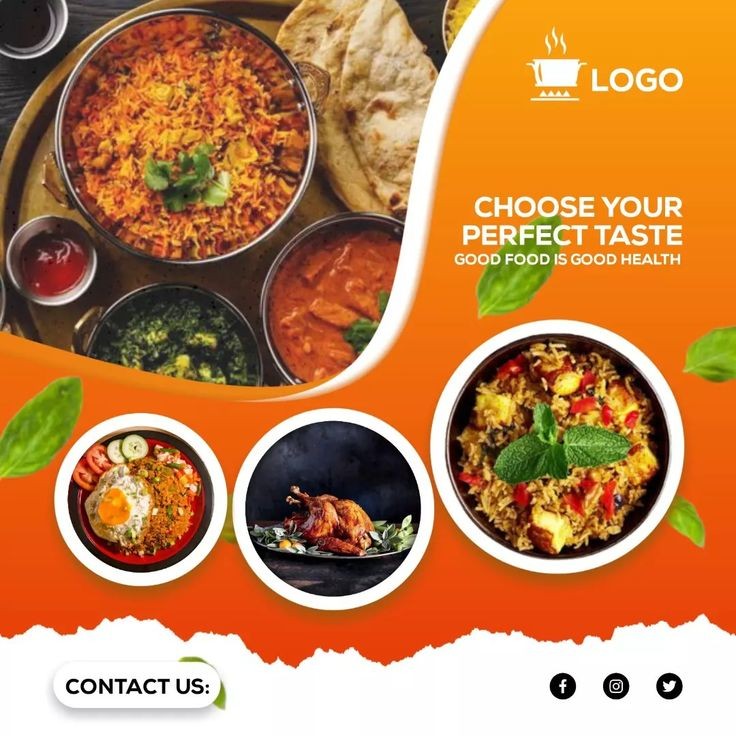 LOGO
CHOOSE YOUR
PERFECT TASTE
GOOD FOOD IS GOOD HEALTH
CONTACT US: